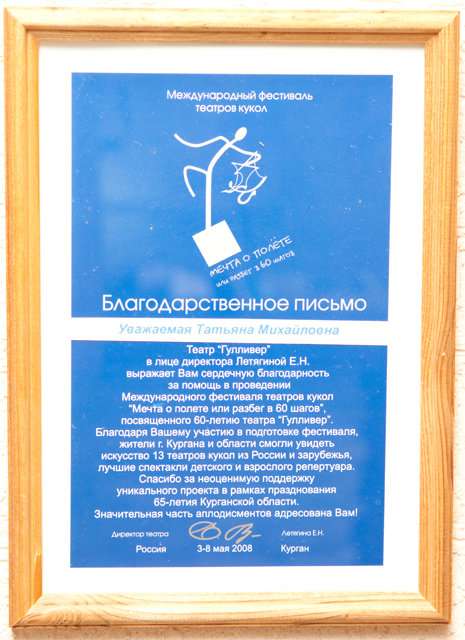 Международный фестиваль
театров кукол
МЕЧТА О ПОЛЁТЕ
или разбег в 60 шагов
Благодарственное письмо
Уважаемая Татьяна Михайловна
Театр "Гулливер"
в лице директора Летягиной Е.Н.
выражает Вам сердечную благодарность
за помощь в проведении
Международного фестиваля театров кукол
"Мечта о полете или разбег в 60 шагов",
посвященного 60-летию театра "Гулливер".
Благодаря Вашему участию в подготовке фестиваля,
жители г. Кургана и области смогли увидеть
искусство 13 театров кукол из России и зарубежья,
лучшие спектакли детского и взрослого репертуара.
Спасибо за неоценимую поддержку
уникального проекта в рамках празднования
65-летия Курганской области.
Значительная часть аплодисментов адресована Вам!
Директор театра Летягина Е.Н.
Россия 3-8 мая 2008 Курган